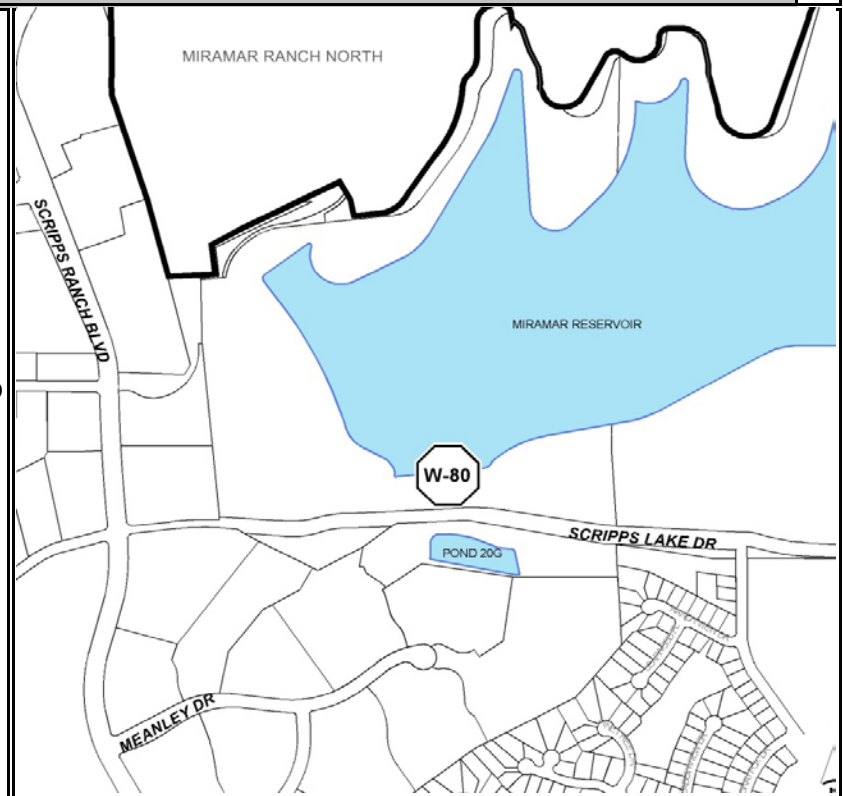 MIRAMAR RANCH NORTH
SCRIPPS RANCH BLVD
MIRAMAR RESERVOIR
W-80
SCRIPPS LAKE DR
POND 20G
MEANLEY DR